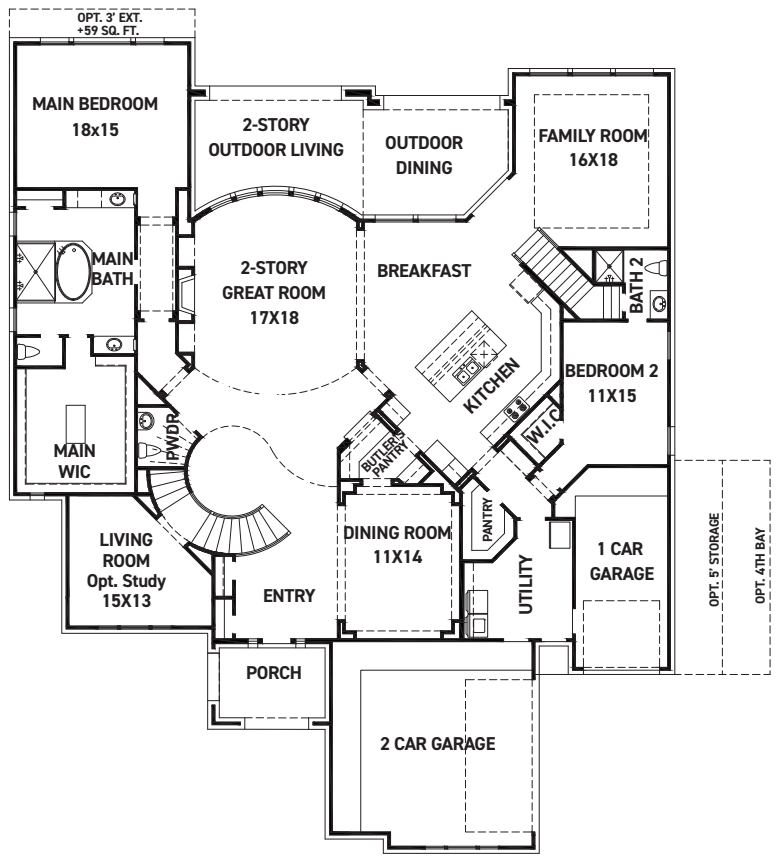 OPT. 3' EXT.
+59 SQ. FT.
MAIN BEDROOM
18x15
2-STORY
OUTDOOR LIVING
OUTDOOR
DINING
FAMILY ROOM
16X18
MAIN
BATH
2-STORY
GREAT ROOM
17X18
BREAKFAST
BATH 2
KITCHEN
BEDROOM 2
11X15
W.I.C
MAIN
WIC
PWDR
BUTLER'S
PANTRY
PANTRY
LIVING
ROOM
Opt. Study
15X13
DINING ROOM
11X14
ENTRY
UTILITY
1 CAR
GARAGE
OPT. 5' STORAGE
OPT. 4TH BAY
PORCH
2 CAR GARAGE